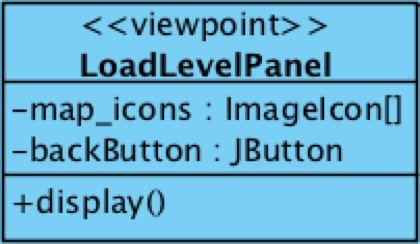 <<viewpoint>>
LoadLevelPanel
-map_icons : ImageIcon[]
-backButton : JButton
+display()